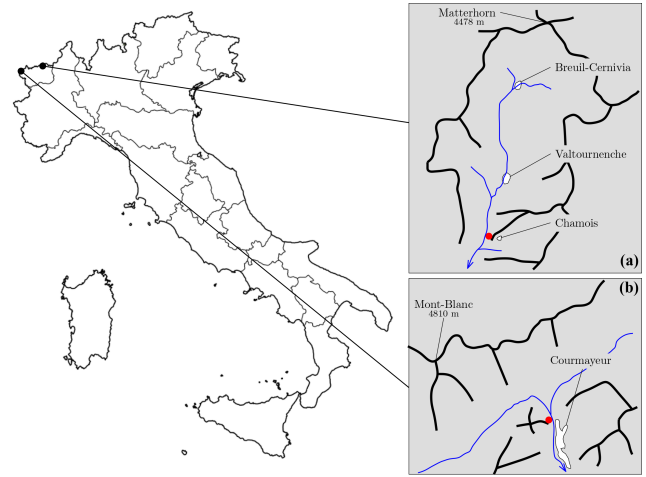 Matterhorn
4478 m
Breuil-Cernivia
Valtournenche
Chamois
(a)
(b)
Mont-Blanc
4810 m
Courmayeur